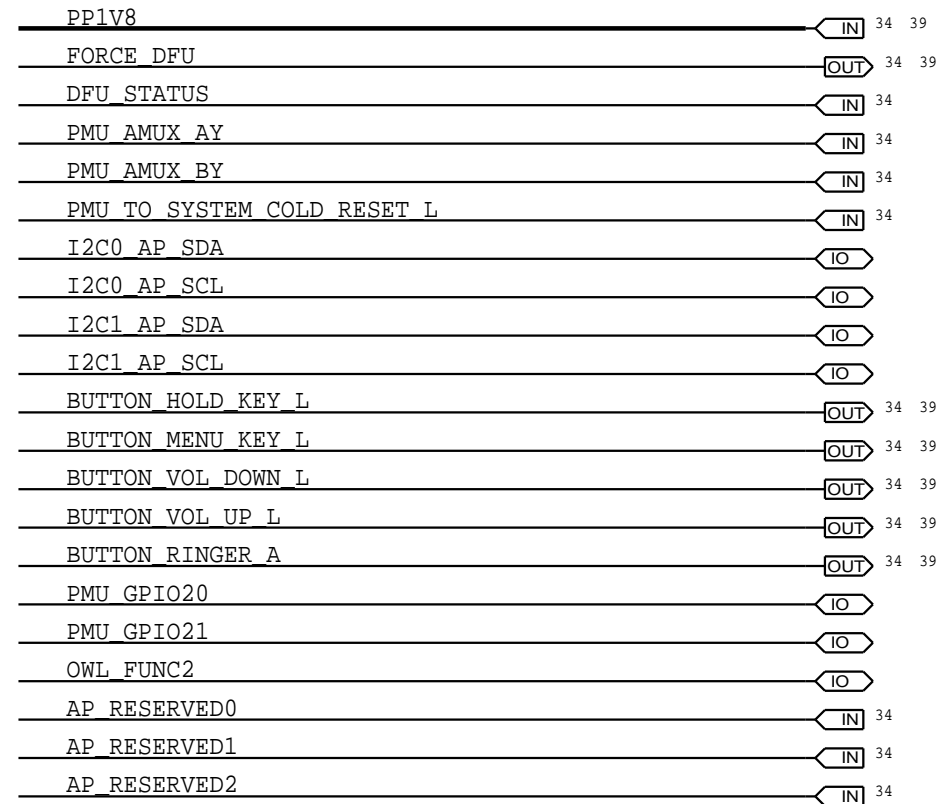 PP1V8 IN 34 39
FORCE_DFU OUT 34 39
DFU_STATUS IN 34
PMU_AMUX_AY IN 34
PMU_AMUX_BY IN 34
PMU_TO_SYSTEM_COLD_RESET_L IN 34
I2C0_AP_SDA IO
I2C0_AP_SCL IO
I2C1_AP_SDA IO
I2C1_AP_SCL IO
BUTTON_HOLD_KEY_L OUT 34 39
BUTTON_MENU_KEY_L OUT 34 39
BUTTON_VOL_DOWN_L OUT 34 39
BUTTON_VOL_UP_L OUT 34 39
BUTTON_RINGER_A OUT 34 39
PMU_GPIO20 IO
PMU_GPIO21 IO
OWL_FUNC2 IO
AP_RESERVED0 IN 34
AP_RESERVED1 IN 34
AP_RESERVED2 IN 34